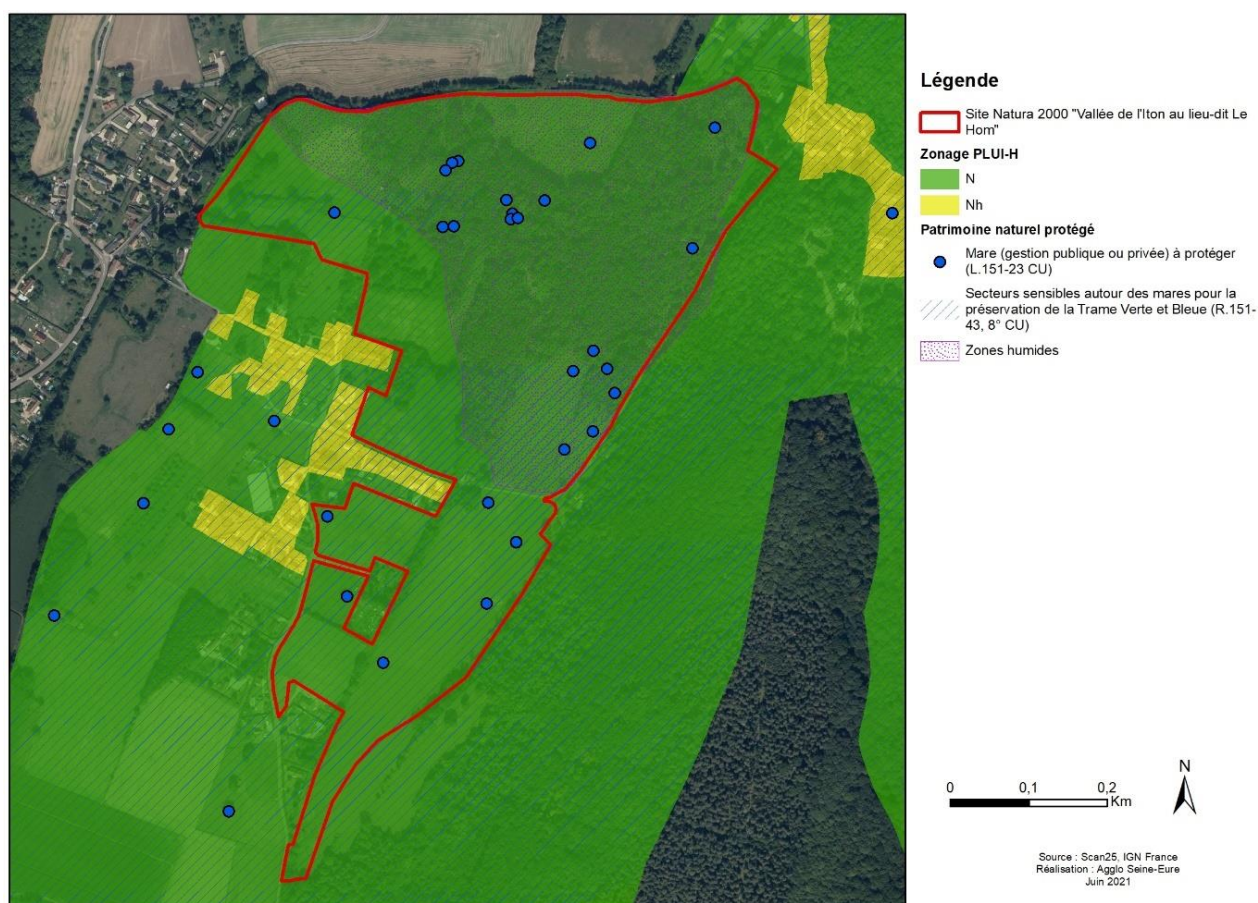 Légende
Site Natura 2000 "Vallée de l'Iton au lieu-dit Le
Hom"
Zonage PLUI-H
N
Nh
Patrimoine naturel protégé
Mare (gestion publique ou privée) à protéger
(L.151-23 CU)
Secteurs sensibles autour des mares pour la
préservation de la Trame Verte et Bleue (R.151-
43, 8° CU)
Zones humides
N
0 0,1 0,2
Km
Source : Scan25, IGN France
Réalisation : Agglo Seine-Eure
Juin 2021